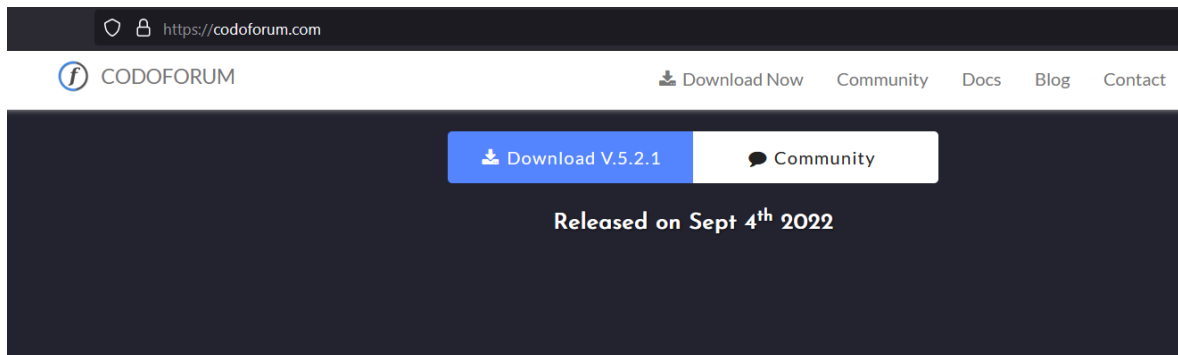 https://codoforum.com
f CODOFORUM Download Now Community Docs Blog Contact
Download V.5.2.1 Community
Released on Sept 4th 2022